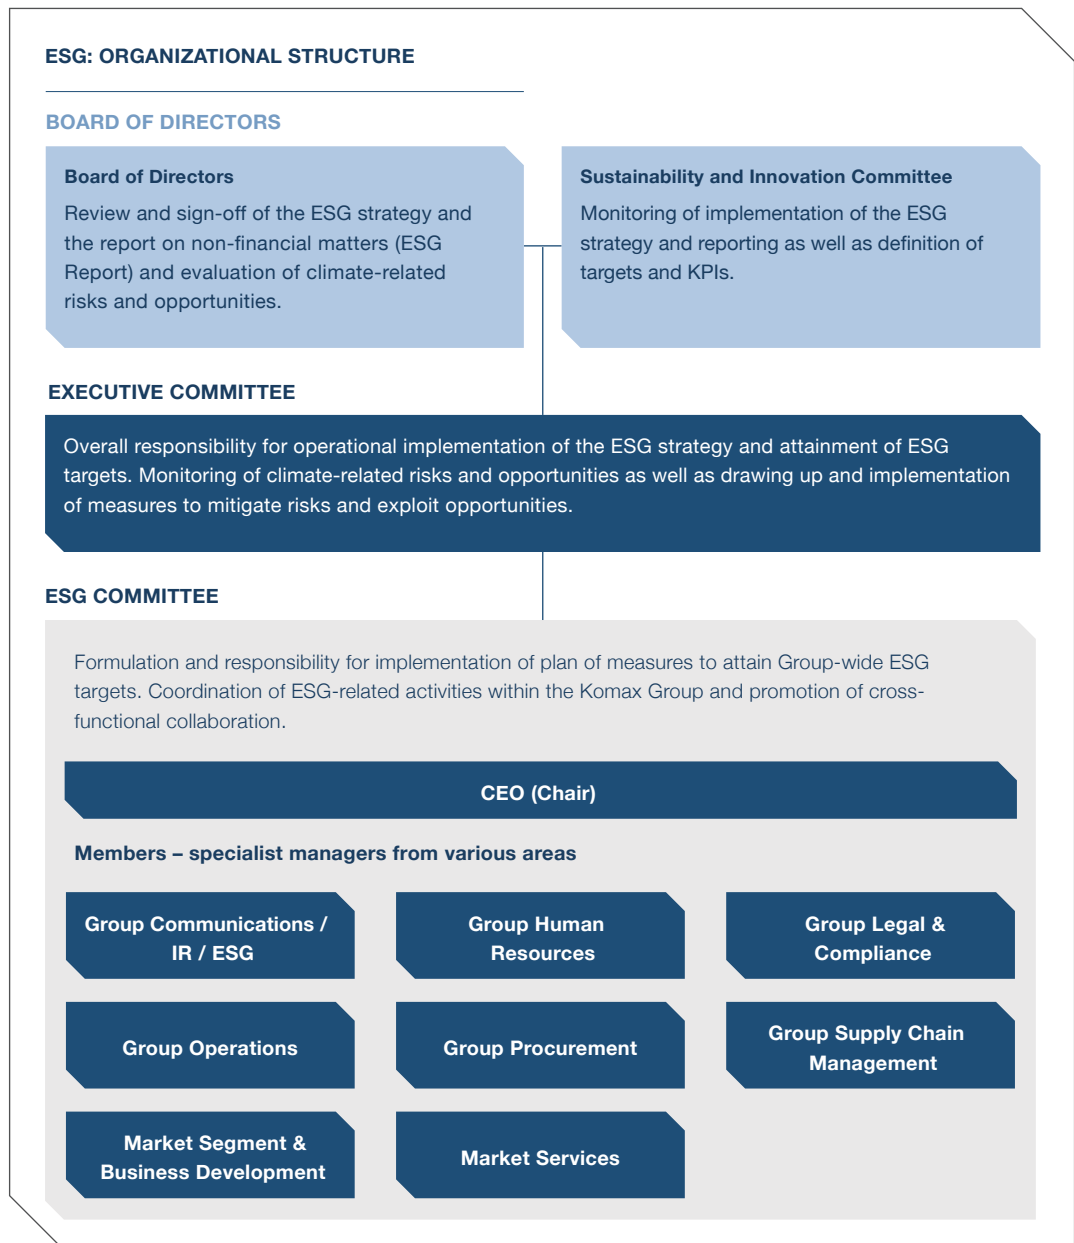 ESG: ORGANIZATIONAL STRUCTURE
BOARD OF DIRECTORS
Board of Directors
Review and sign-off of the ESG strategy and
the report on non-financial matters (ESG
Report) and evaluation of climate-related
risks and opportunities.
Sustainability and Innovation Committee
Monitoring of implementation of the ESG
strategy and reporting as well as definition of
targets and KPIs.
EXECUTIVE COMMITTEE
Overall responsibility for operational implementation of the ESG strategy and attainment of ESG
targets. Monitoring of climate-related risks and opportunities as well as drawing up and implementation
of measures to mitigate risks and exploit opportunities.
ESG COMMITTEE
Formulation and responsibility for implementation of plan of measures to attain Group-wide ESG
targets. Coordination of ESG-related activities within the Komax Group and promotion of cross-
functional collaboration.
CEO (Chair)
Members – specialist managers from various areas
Group Communications /
IR / ESG
Group Human
Resources
Group Legal &
Compliance
Group Operations
Group Procurement
Group Supply Chain
Management
Market Segment &
Business Development
Market Services